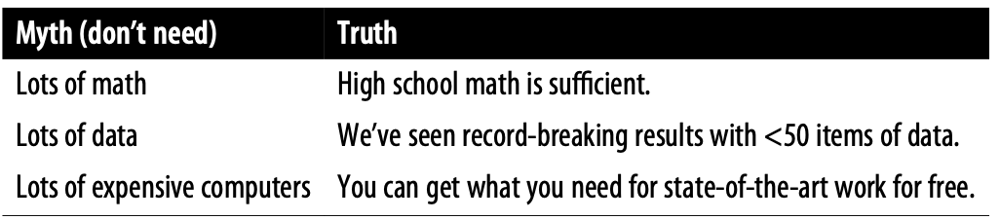 Myth (don’t need) Truth
Lots of math High school math is sufficient.
Lots of data We’ve seen record-breaking results with <50 items of data.
Lots of expensive computers You can get what you need for state-of-the-art work for free.